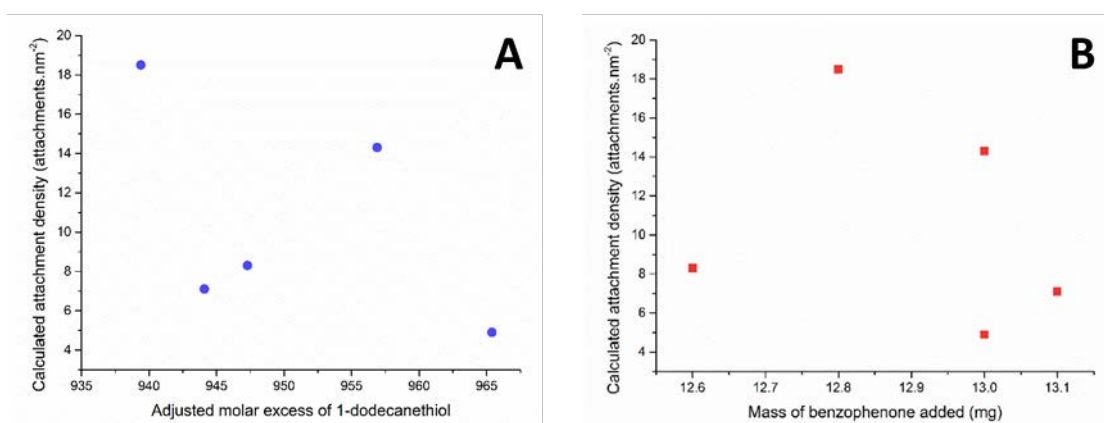 A
Calculated attachment density (attachments.nm⁻²)
20
18
16
14
12
10
8
6
4
935 940 945 950 955 960 965
Adjusted molar excess of 1-dodecanethiol
B
Calculated attachment density (attachments.nm⁻²)
20
18
16
14
12
10
8
6
4
12.6 12.7 12.8 12.9 13.0 13.1
Mass of benzophenone added (mg)